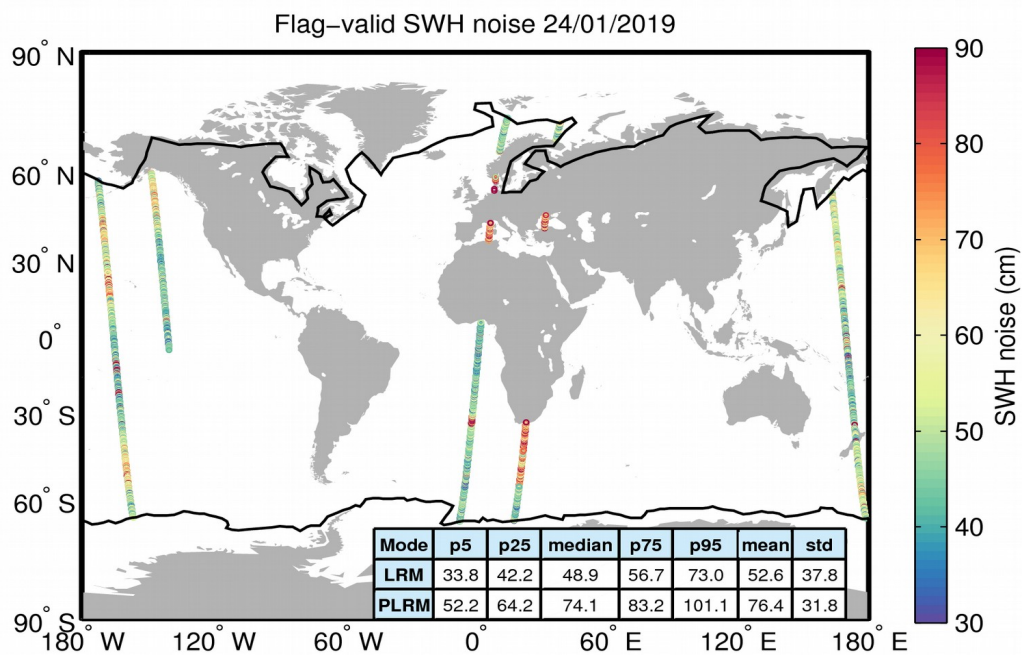 Flag−valid SWH noise 24/01/2019
90° N
60° N
30° N
0°
30° S
60° S
90° S
180° W
120° W
60° W
0°
60° E
120° E
180° E
90
80
70
60
50
40
30
SWH noise (cm)
Mode p5 p25 median p75 p95 mean std
LRM 33.8 42.2 48.9 56.7 73.0 52.6 37.8
PLRM 52.2 64.2 74.1 83.2 101.1 76.4 31.8